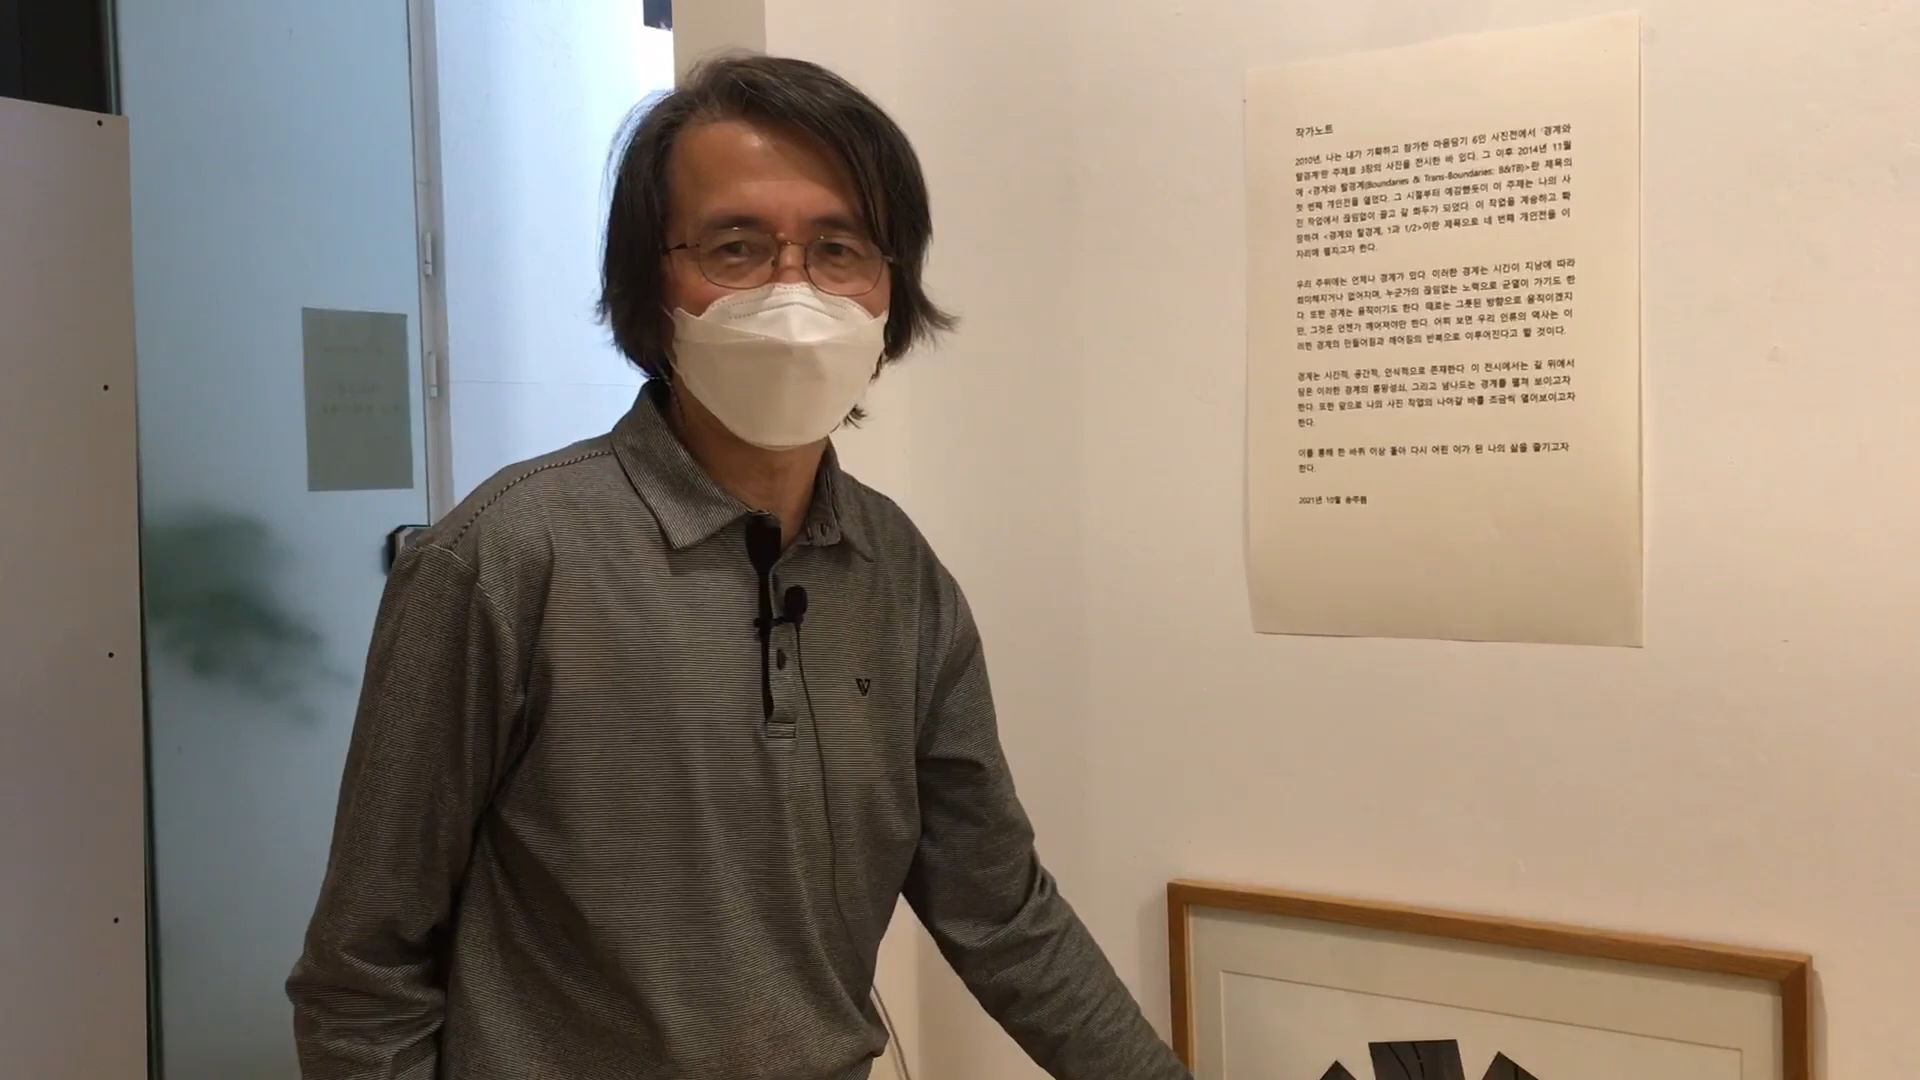 작가노트
2010년, 나는 내가 기획하고 참가한 마음담기 6인 사진전에서 '경계와
탈경계'란 주제로 3장의 사진을 전시한 바 있다. 그 이후 2014년 11월
에 <경계와 탈경계(Boundaries & Trans-Boundaries: B&TB)>란 제목의
첫 번째 개인전을 열었다. 그 시절부터 예감했듯이 이 주제는 나의 사
진 작업에서 끊임없이 끌고 갈 화두가 되었다. 이 작업을 계승하고 확
장하여 <경계와 탈경계, 1과 1/2>이란 제목으로 네 번째 개인전을 이
자리에 펼치고자 한다.
우리 주위에는 언제나 경계가 있다. 이러한 경계는 시간이 지남에 따라
희미해지거나 없어지며, 누군가의 끊임없는 노력으로 균열이 가기도 한
다. 또한 경계는 움직이기도 한다. 때로는 그릇된 방향으로 움직이겠지
만, 그것은 언젠가 깨어져야만 한다. 어찌 보면 우리 인류의 역사는 이
러한 경계의 만들어짐과 깨어짐의 반복으로 이루어진다고 할 것이다.
경계는 시간적, 공간적, 인식적으로 존재한다. 이 전시에서는 길 위에서
담은 이러한 경계의 흥망성쇠, 그리고 넘나드는 경계를 펼쳐 보이고자
한다. 또한 앞으로 나의 사진 작업의 나아갈 바를 조금씩 열어보이고자
한다.
이를 통해 한 바퀴 이상 돌아 다시 어린 이가 된 나의 삶을 즐기고자
한다.
2021년 10월